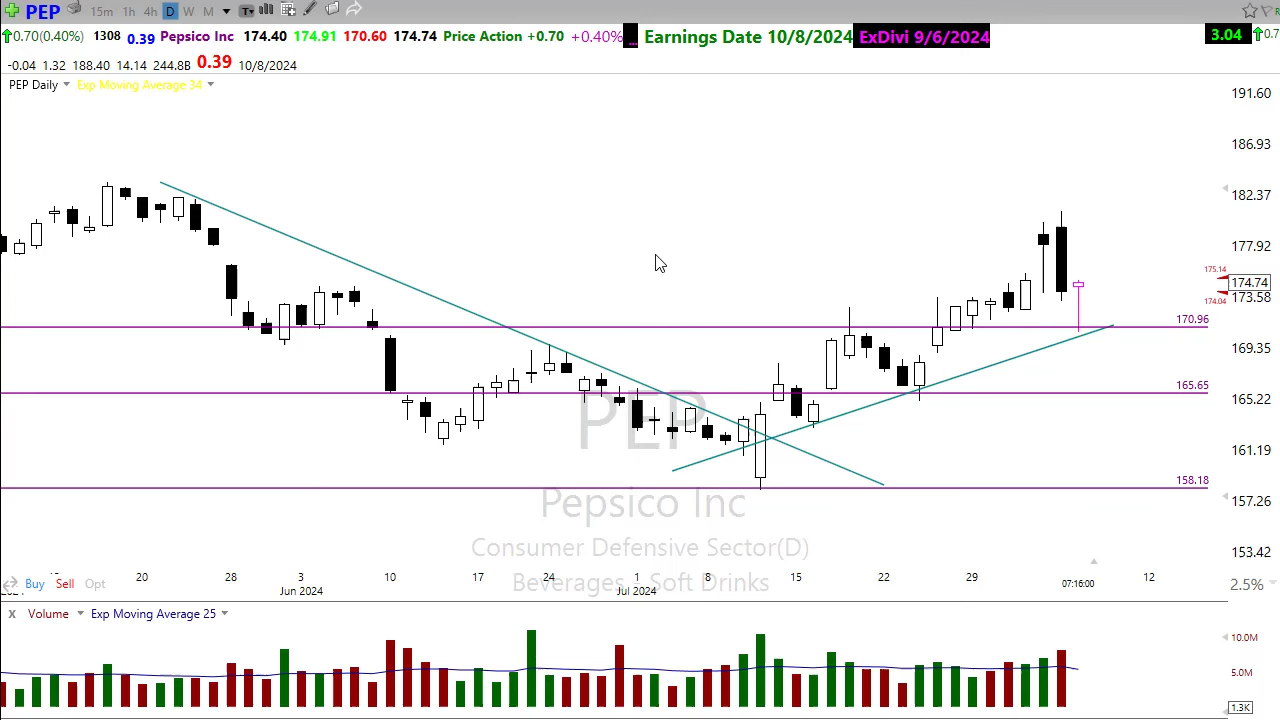 PEP 15m 1h 4h D W M T
0.70(0.40%) 1308 0.39 Pepsico Inc 174.40 174.91 170.60 174.74 Price Action +0.70 +0.40% ... Earnings Date 10/8/2024 ExDivi 9/6/2024 3.04 0.7
-0.04 1.32 188.40 14.14 244.8B 0.39 10/8/2024
PEP Daily Exp Moving Average 34
191.60
186.93
182.37
177.92
175.14
174.74
173.58
174.04
170.96
169.35
165.65
165.22
161.19
158.18
157.26
153.42
PEP
Pepsico Inc
Consumer Defensive Sector(D)
Beverages - Soft Drinks
20 28 3 10 17 24 1 8 15 22 29 07:16:00 12
Jun 2024 Jul 2024
Buy Sell Opt 2.5%
X Volume Exp Moving Average 25
10.0M
5.0M
1.3K